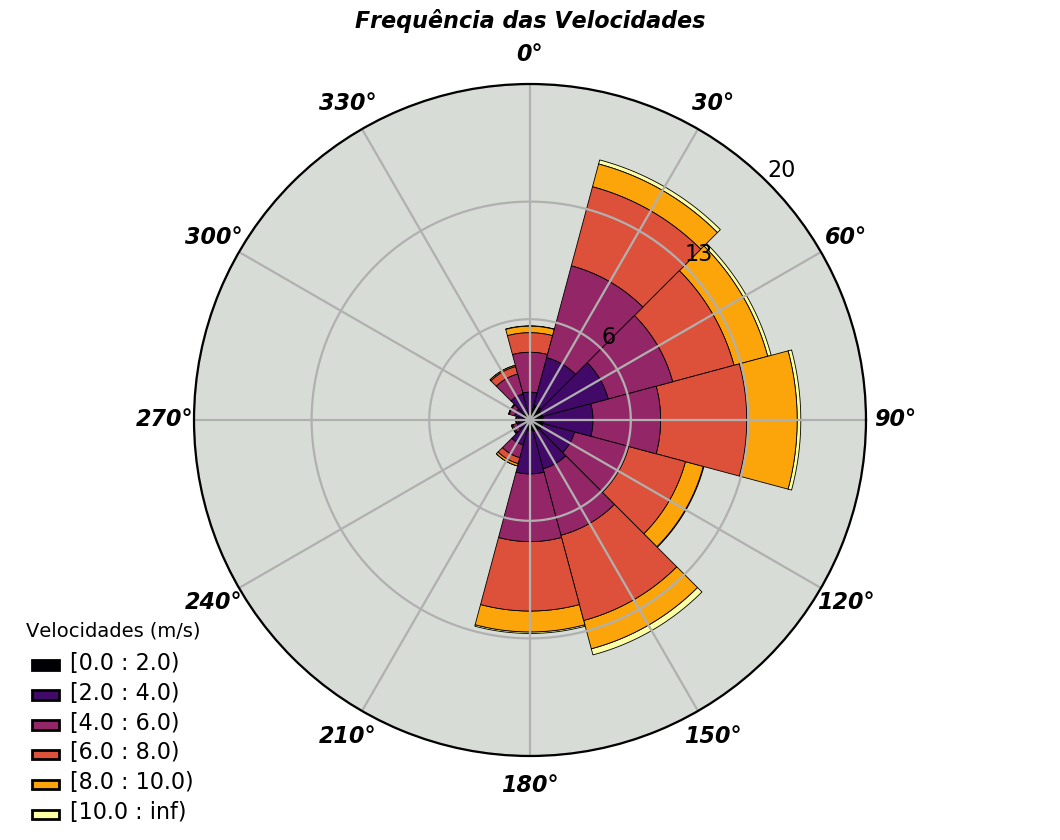 Frequência das Velocidades
0°
330°
30°
20
300°
60°
13
6
270°
90°
240°
120°
210°
150°
180°
Velocidades (m/s)
[0.0 : 2.0)
[2.0 : 4.0)
[4.0 : 6.0)
[6.0 : 8.0)
[8.0 : 10.0)
[10.0 : inf)